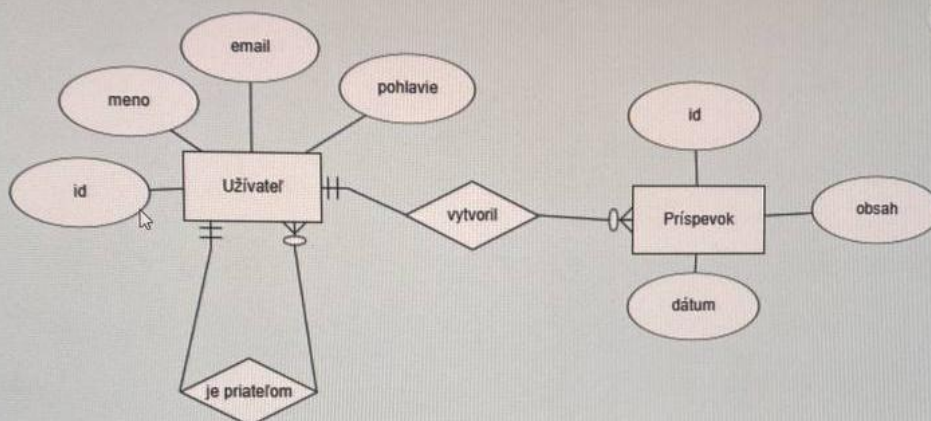 email
meno
pohlavie
id
Užívateľ
id
vytvoril
Príspevok
obsah
dátum
je priateľom